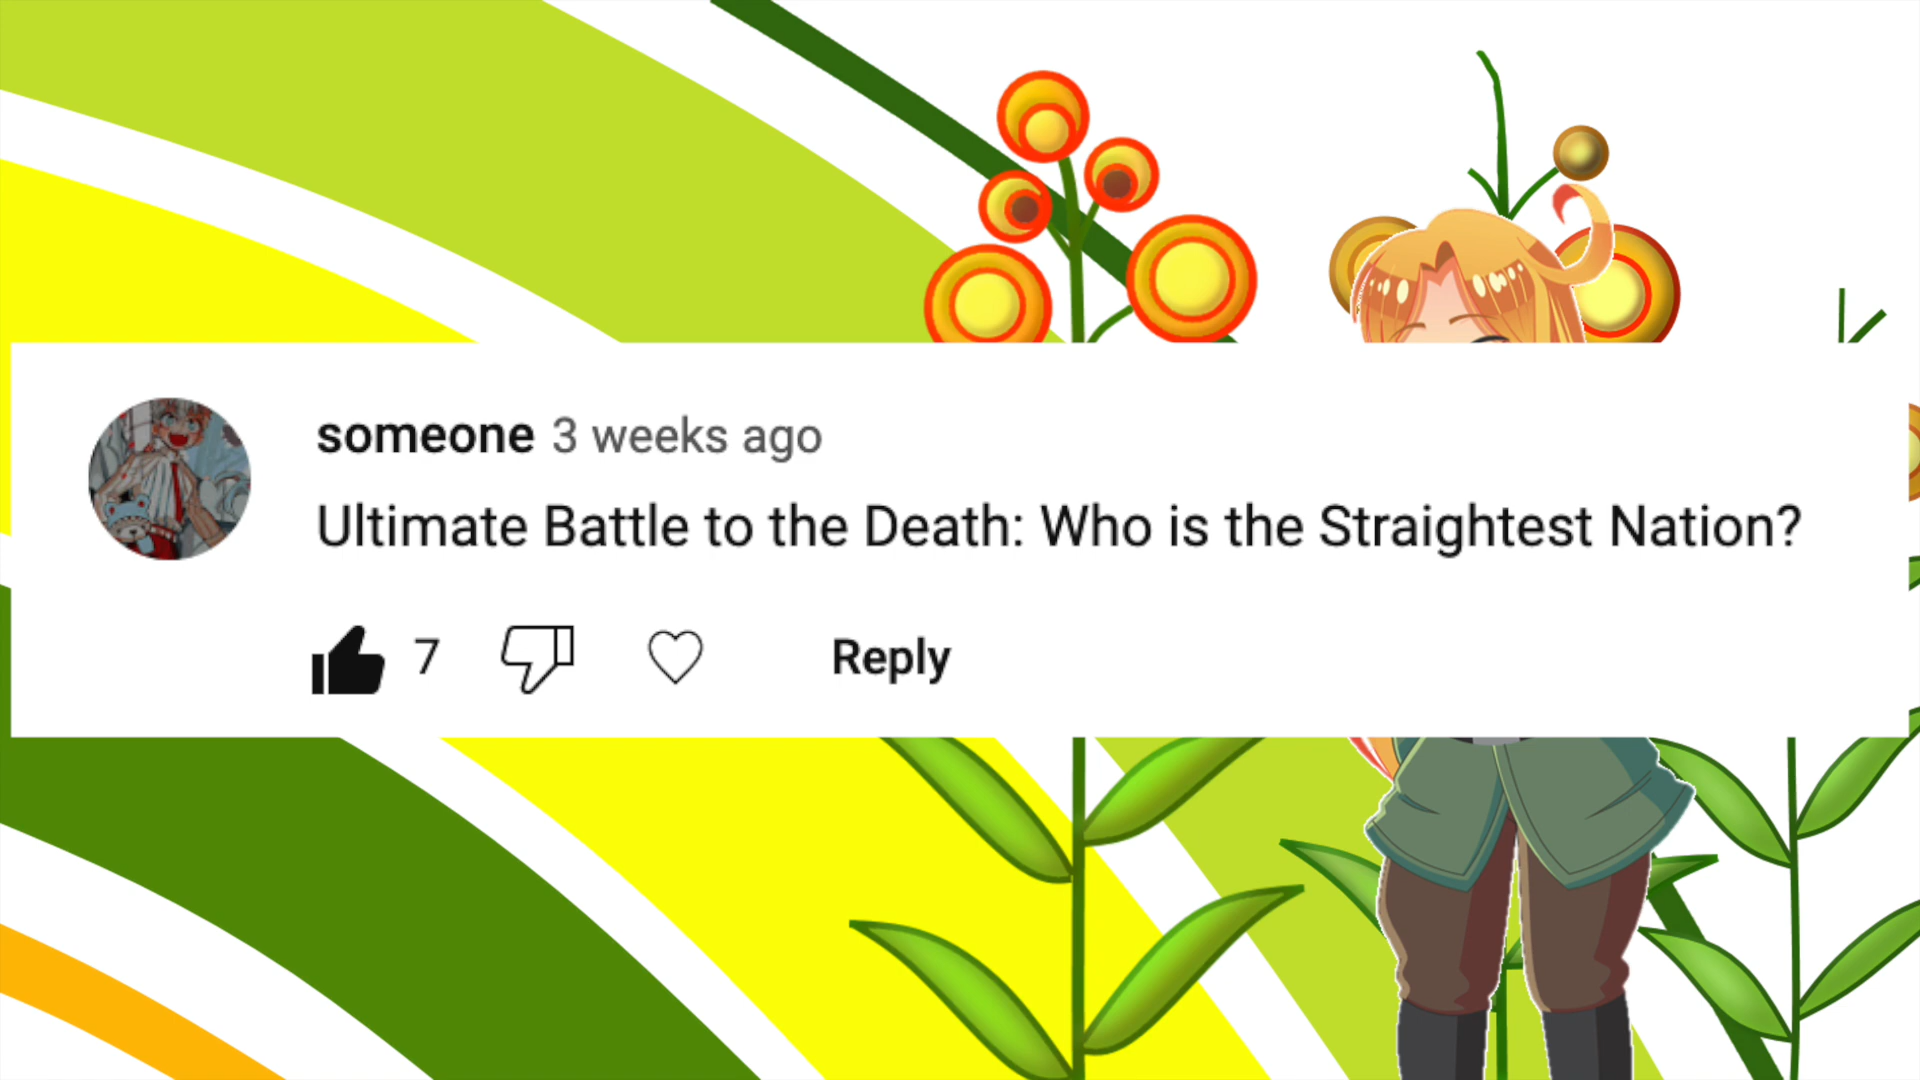 someone 3 weeks ago
Ultimate Battle to the Death: Who is the Straightest Nation?
7 Reply